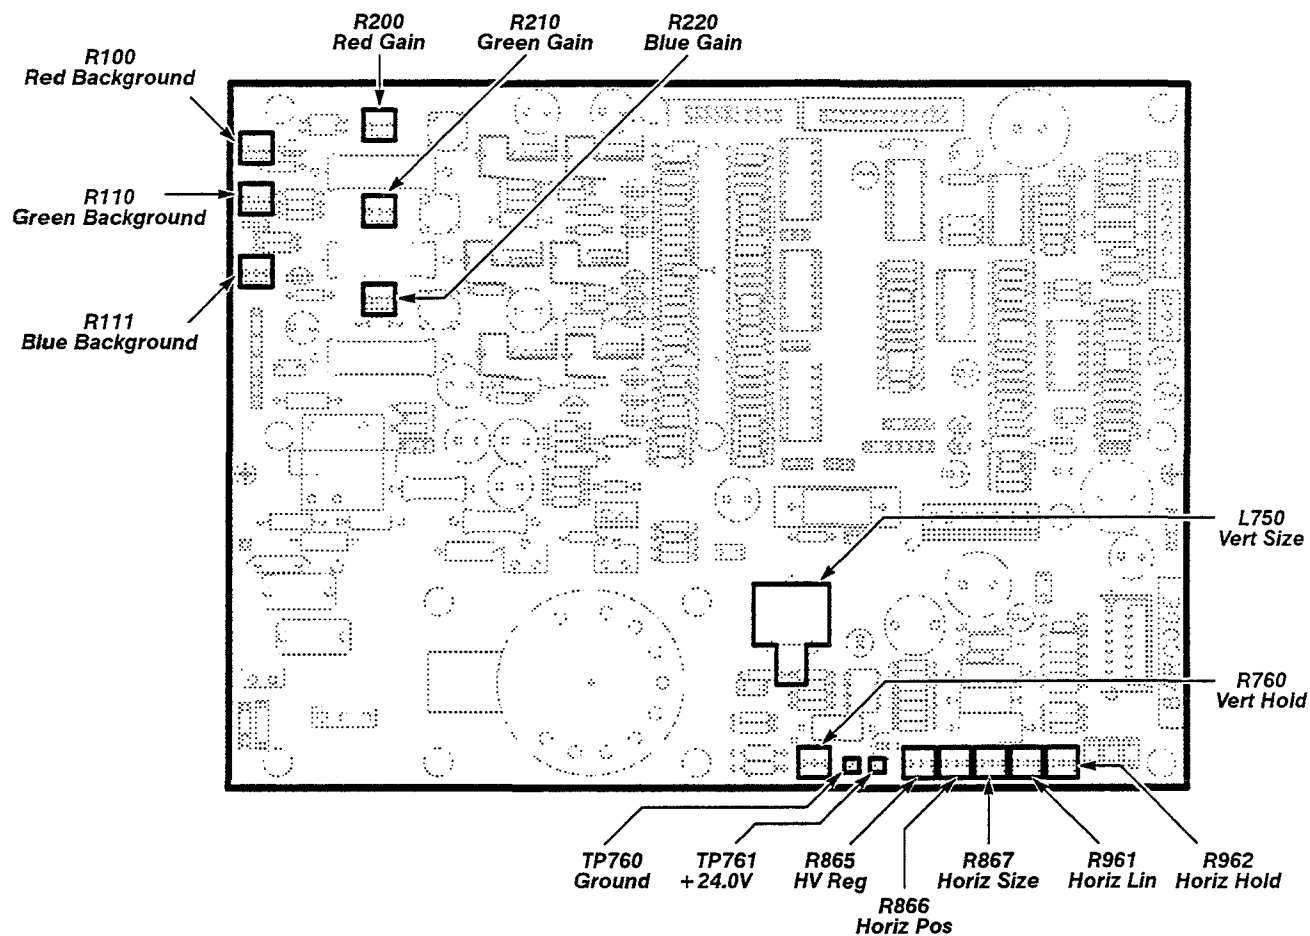 R200
Red Gain
R210
Green Gain
R220
Blue Gain
R100
Red Background
R110
Green Background
R111
Blue Background
L750
Vert Size
R760
Vert Hold
TP760
Ground
TP761
+24.0V
R865
HV Reg
R866
Horiz Pos
R867
Horiz Size
R961
Horiz Lin
R962
Horiz Hold